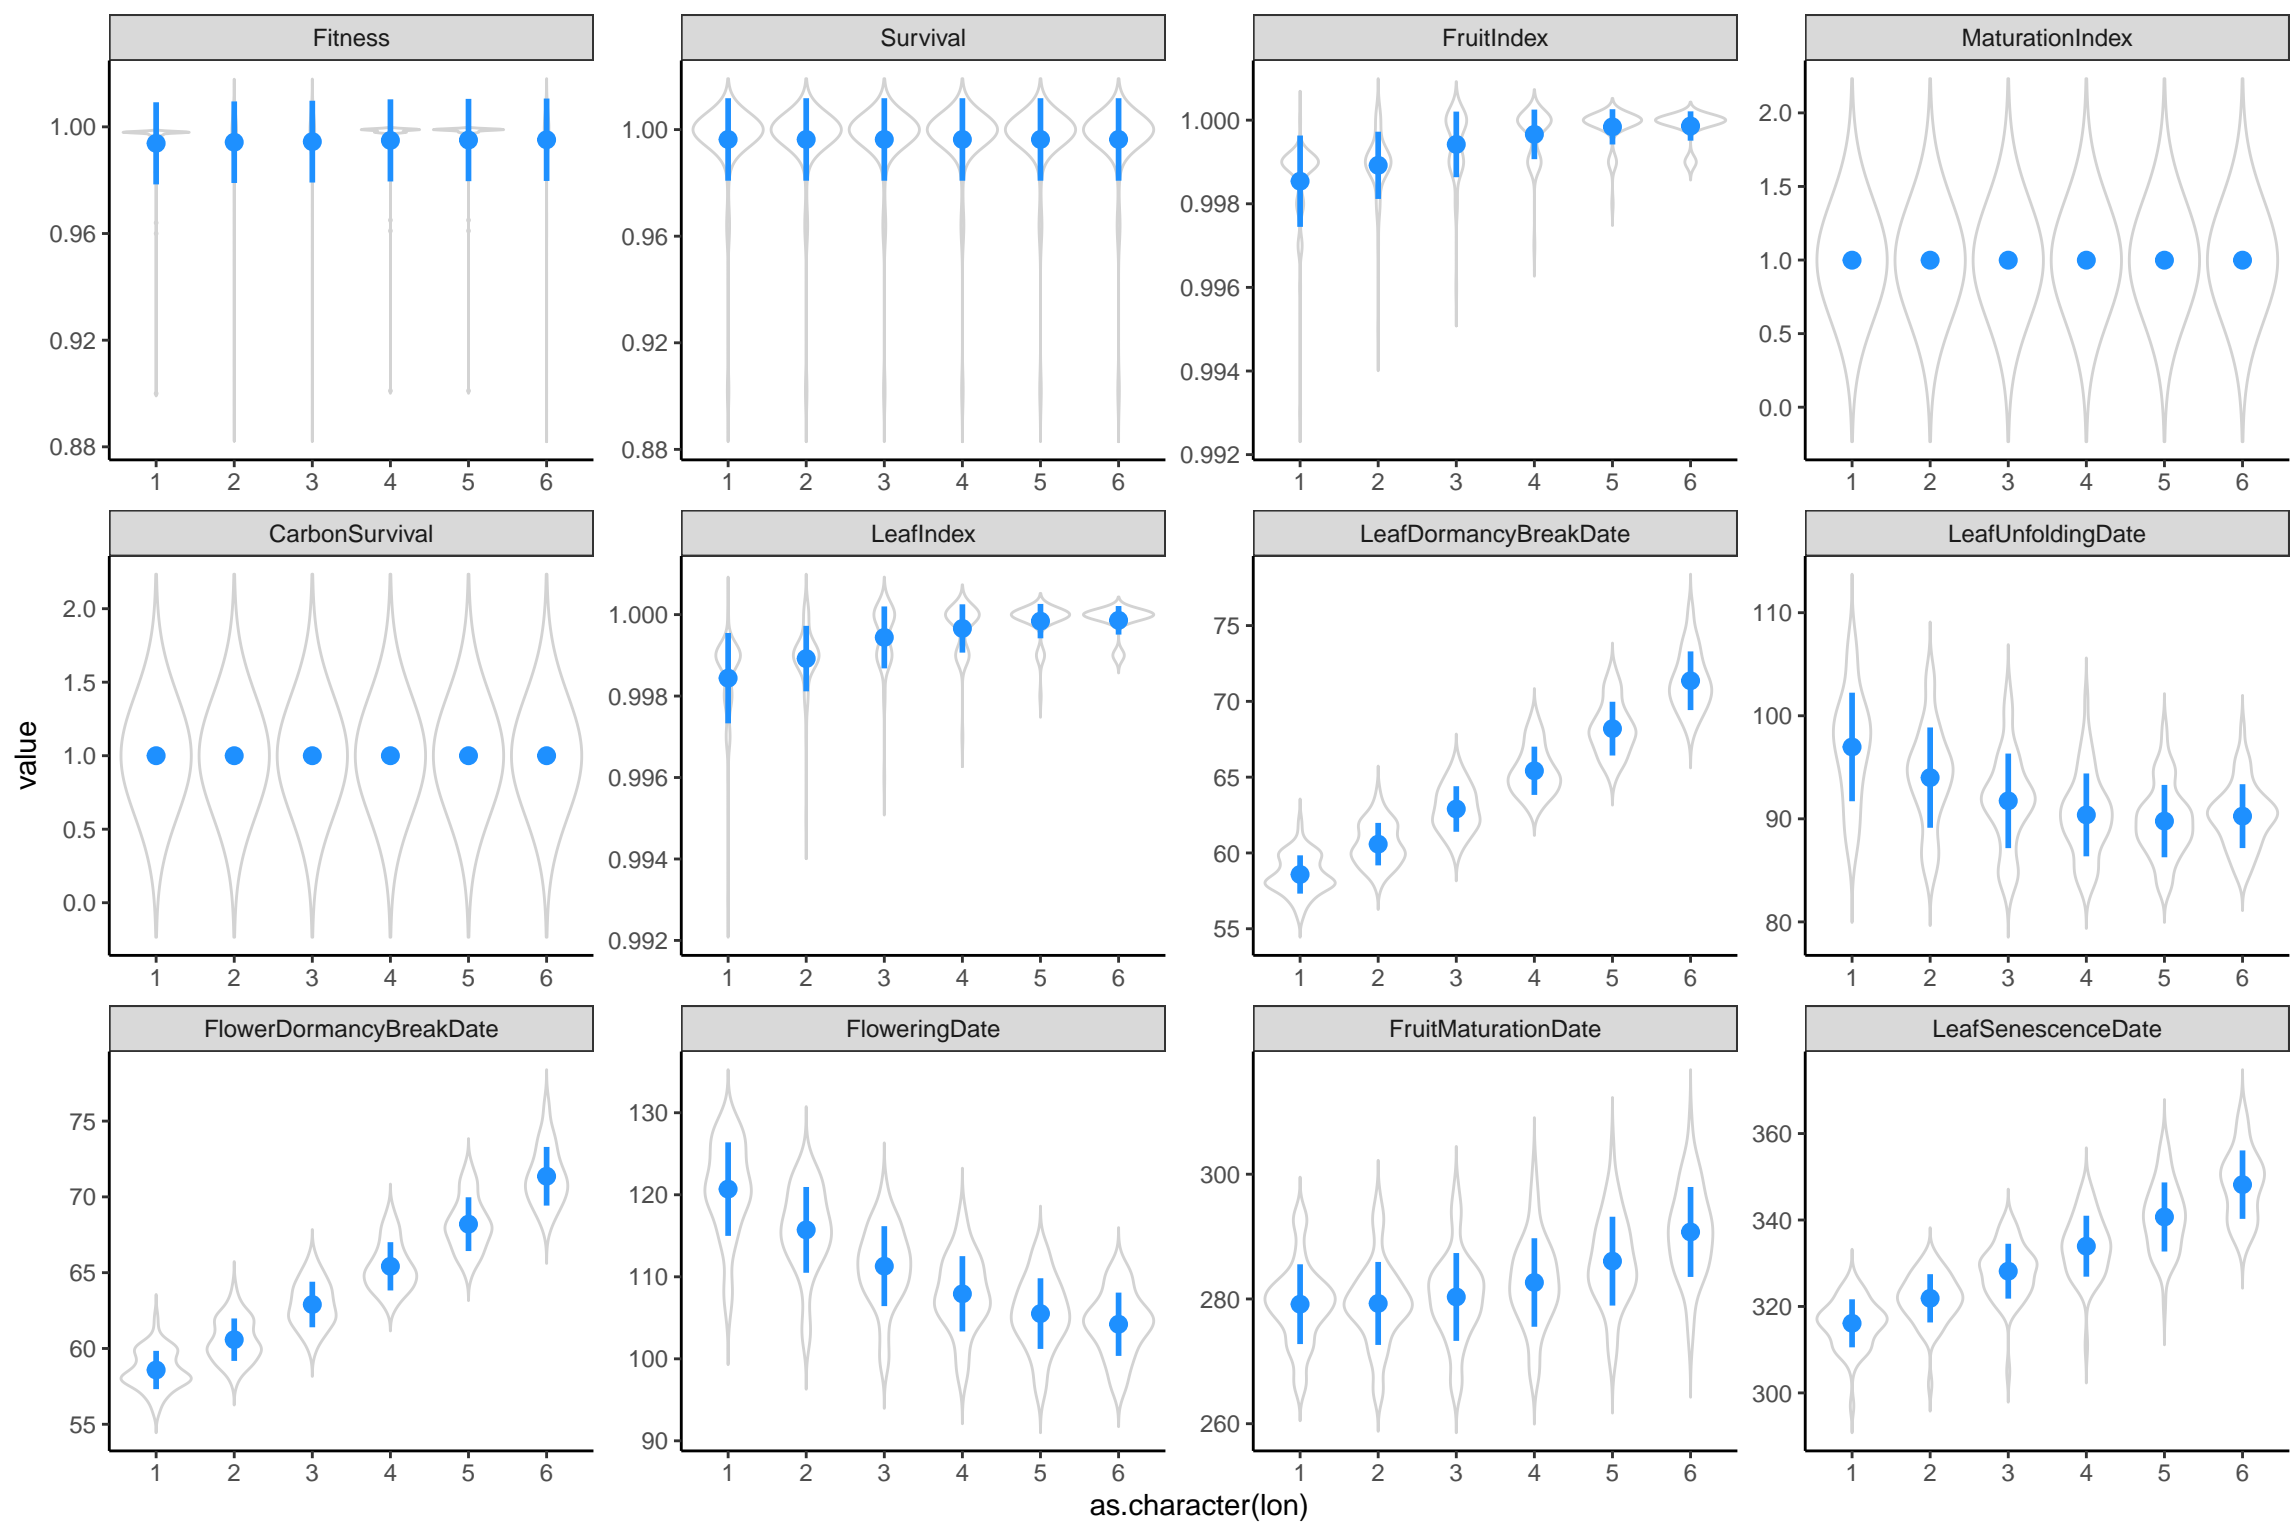 Fitness Survival FruitIndex MaturationIndex
1.00 0.96 0.92 0.88
1.00 0.96 0.92 0.88
1.000 0.998 0.996 0.994 0.992
2.0 1.5 1.0 0.5 0.0
1 2 3 4 5 6 1 2 3 4 5 6 1 2 3 4 5 6 1 2 3 4 5 6
CarbonSurvival LeafIndex LeafDormancyBreakDate LeafUnfoldingDate
2.0 1.5 1.0 0.5 0.0
1.000 0.998 0.996 0.994 0.992
75 70 65 60 55
110 100 90 80
1 2 3 4 5 6 1 2 3 4 5 6 1 2 3 4 5 6 1 2 3 4 5 6
value
FlowerDormancyBreakDate FloweringDate FruitMaturationDate LeafSenescenceDate
75 70 65 60 55
130 120 110 100 90
300 280 260
360 340 320 300
1 2 3 4 5 6 1 2 3 4 5 6 1 2 3 4 5 6 1 2 3 4 5 6
as.character(lon)